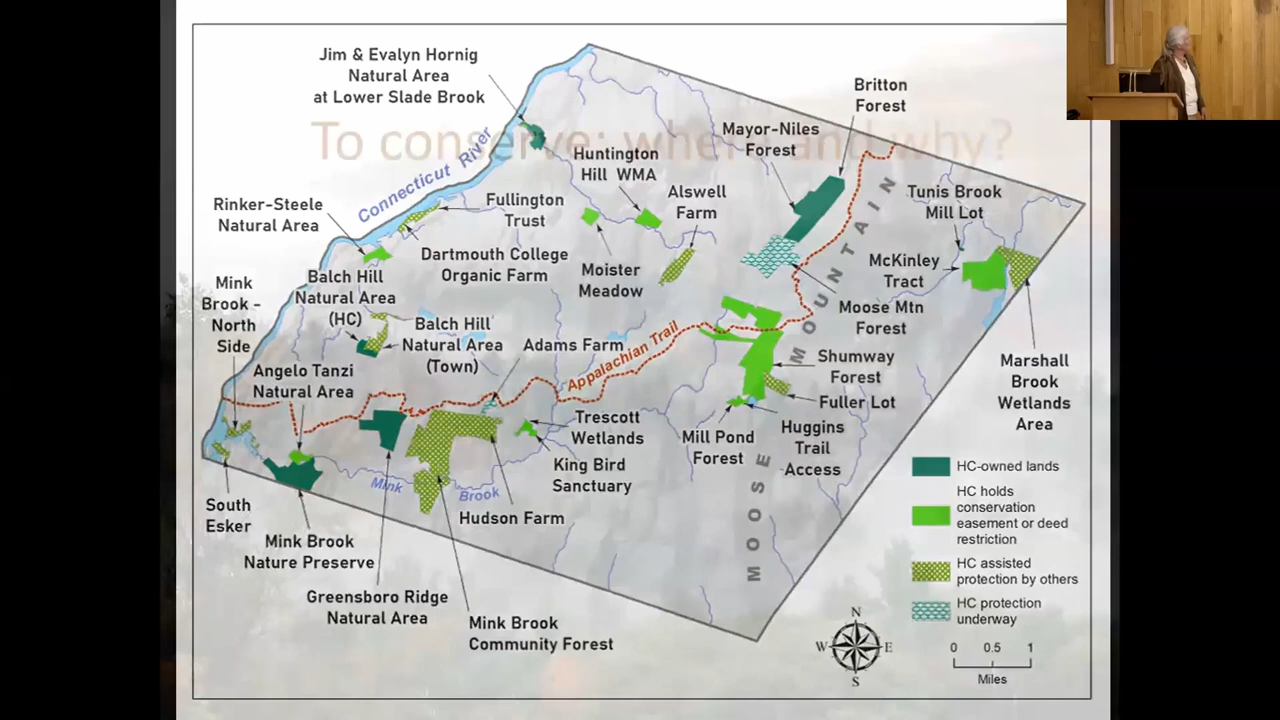 To conserve: where and why?
Jim & Evalyn Hornig
Natural Area
at Lower Slade Brook
Britton
Forest
Mayor-Niles
Forest
Connecticut River
Huntington
Hill WMA
Alswell
Farm
Tunis Brook
Mill Lot
Rinker-Steele
Natural Area
Fullington
Trust
Dartmouth College
Organic Farm
Moister
Meadow
McKinley
Tract
Mink
Brook -
North
Side
Balch Hill
Natural Area
(HC)
Balch Hill
Natural Area
(Town)
Adams Farm
Appalachian Trail
Moose Mtn
Forest
MOOSE MOUNTAIN
Angelo Tanzi
Natural Area
Shumway
Forest
Fuller Lot
Marshall
Brook
Wetlands
Area
Trescott
Wetlands
King Bird
Sanctuary
Mill Pond
Forest
Huggins
Trail
Access
Mink Brook
South
Esker
Hudson Farm
Mink Brook
Nature Preserve
Greensboro Ridge
Natural Area
Mink Brook
Community Forest
HC-owned lands
HC holds
conservation
easement or deed
restriction
HC assisted
protection by others
HC protection
underway
N
W E
S
0 0.5 1
Miles